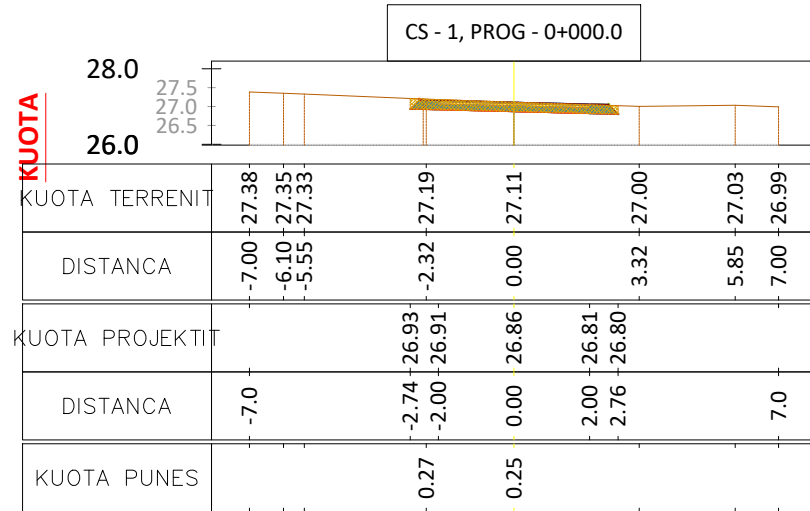 CS - 1, PROG - 0+000.0
KUOTA
28.0
27.5
27.0
26.5
26.0
KUOTA TERRENIT 27.38 27.35 27.33 27.19 27.11 27.00 27.03 26.99
DISTANCA -7.00 -6.10 -5.55 -2.32 0.00 3.32 5.85 7.00
KUOTA PROJEKTIT 26.93 26.91 26.86 26.81 26.80
DISTANCA -7.0 -2.74 -2.00 0.00 2.00 2.76 7.0
KUOTA PUNES 0.27 0.25